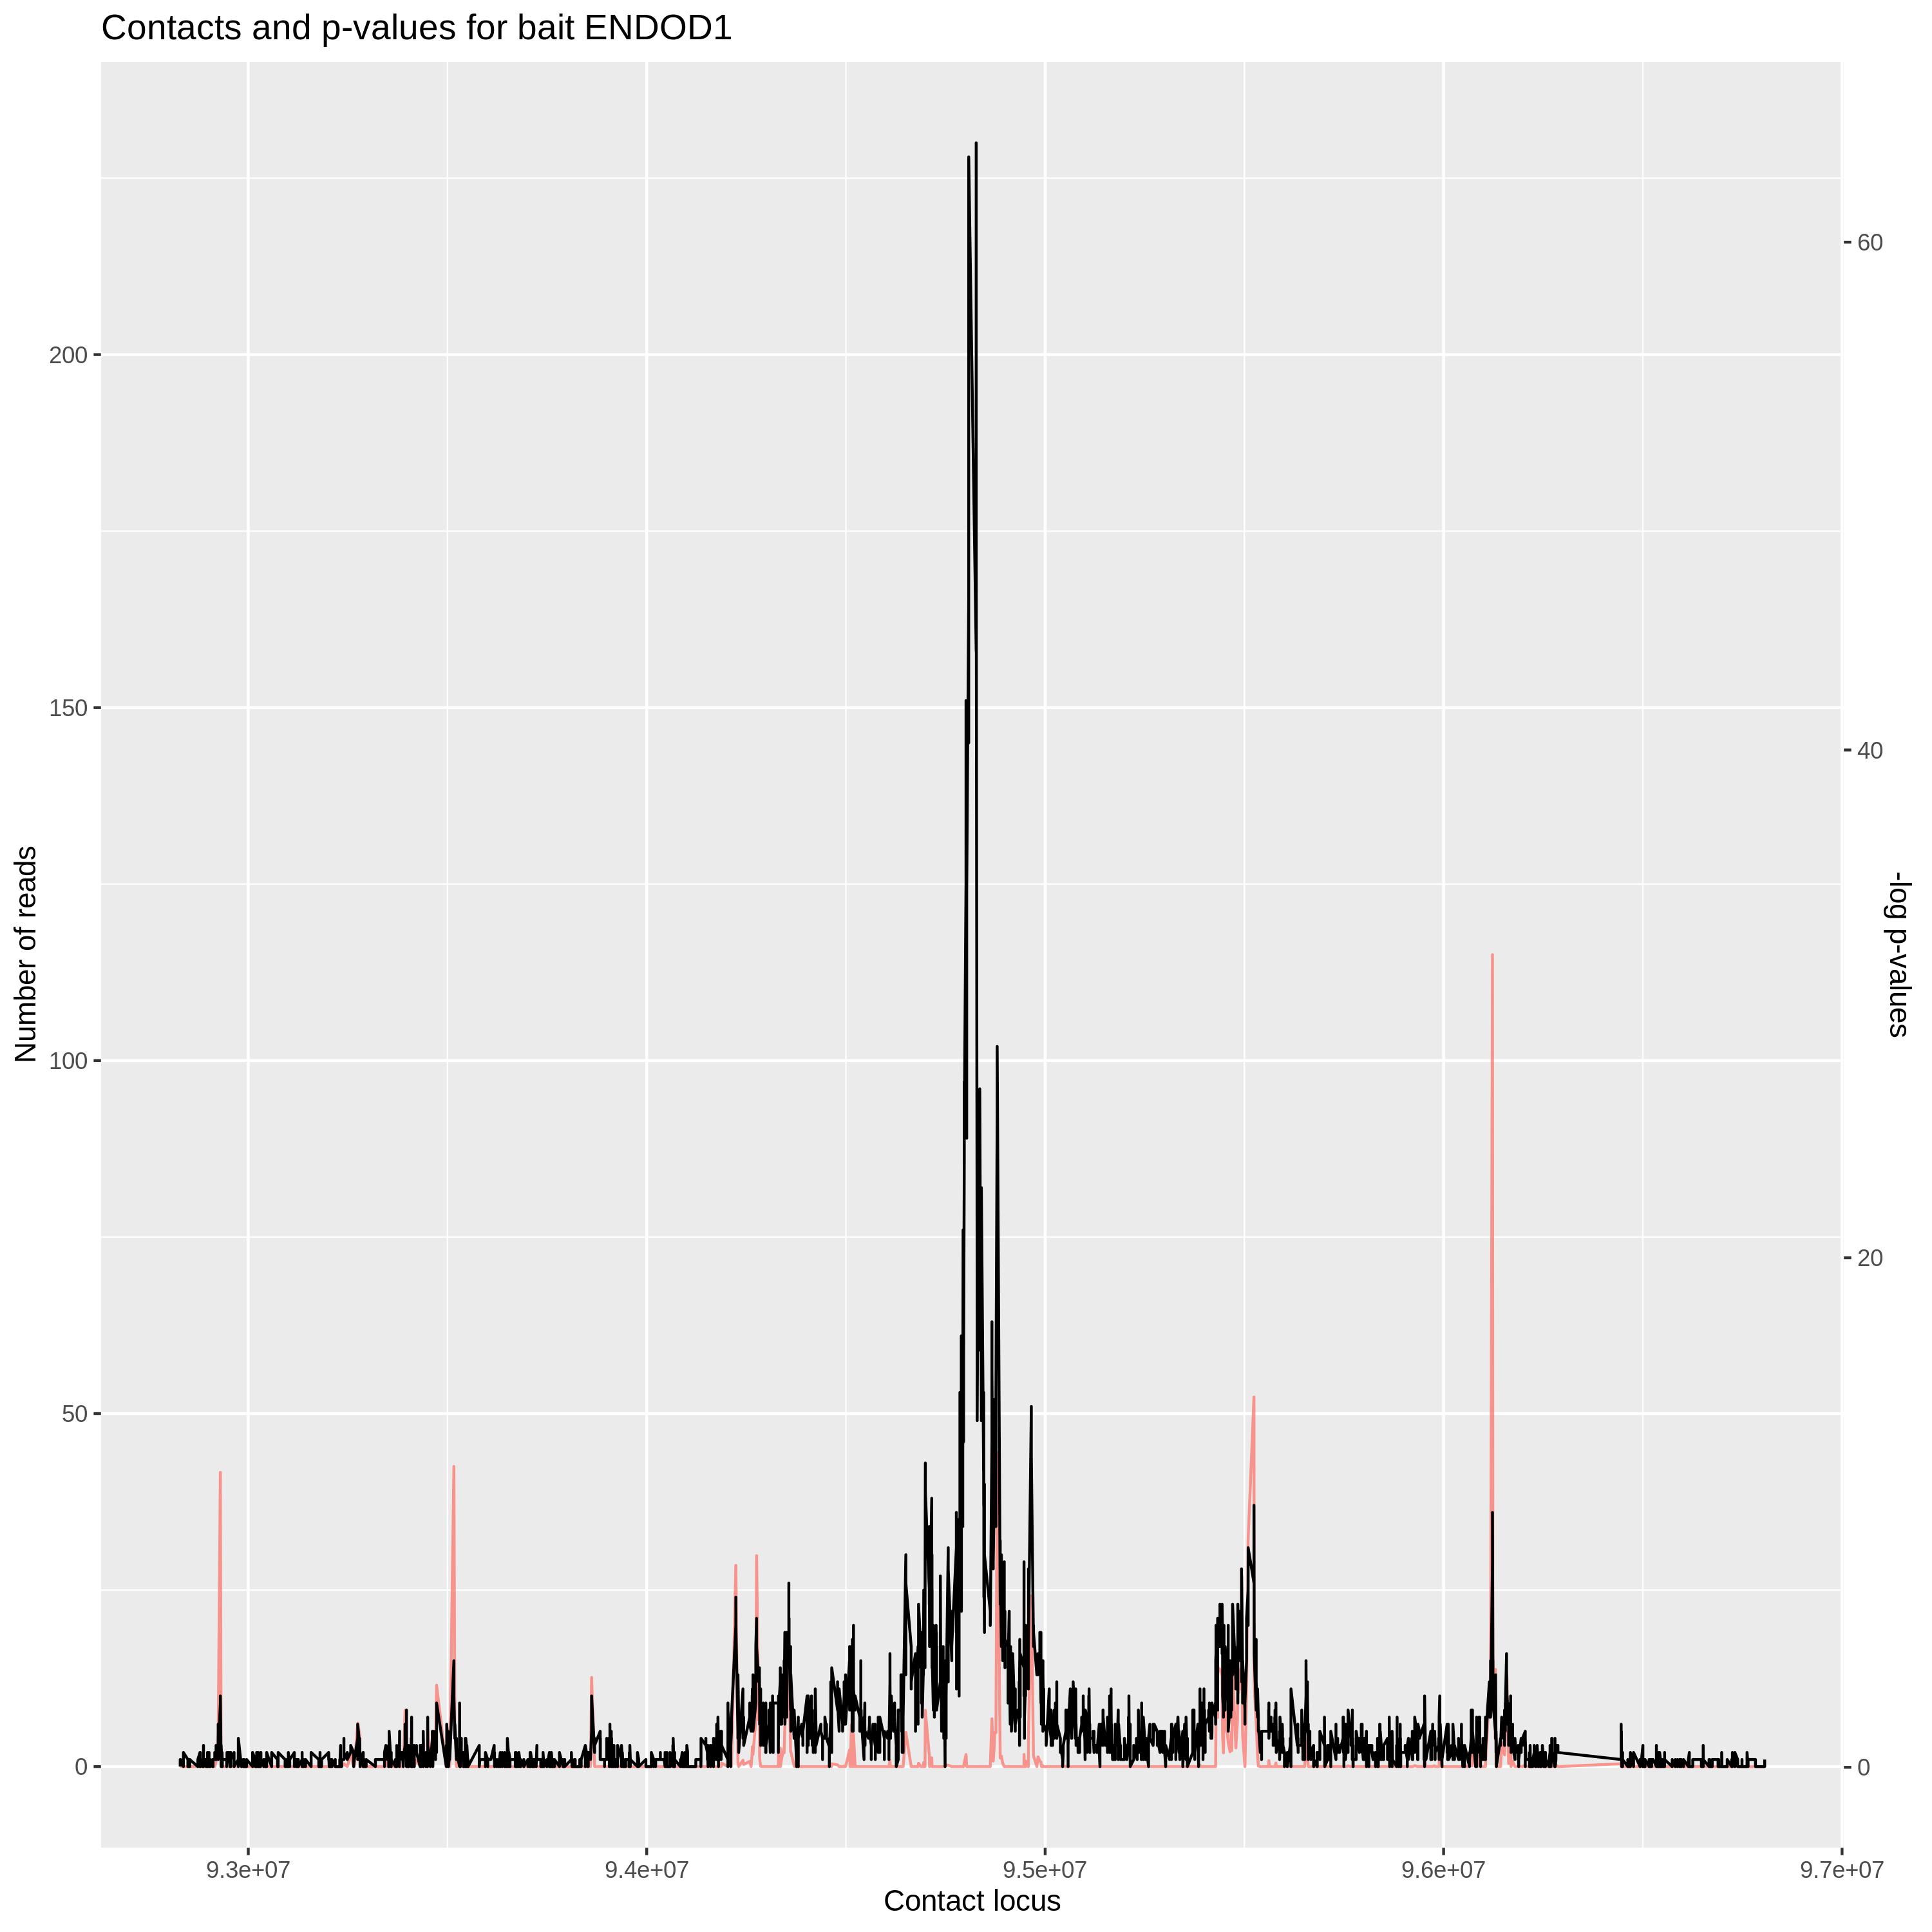 Contacts and p-values for bait ENDOD1
Number of reads
200
150
100
50
0
60
40
20
0
-log p-values
9.3e+07 9.4e+07 9.5e+07 9.6e+07 9.7e+07
Contact locus